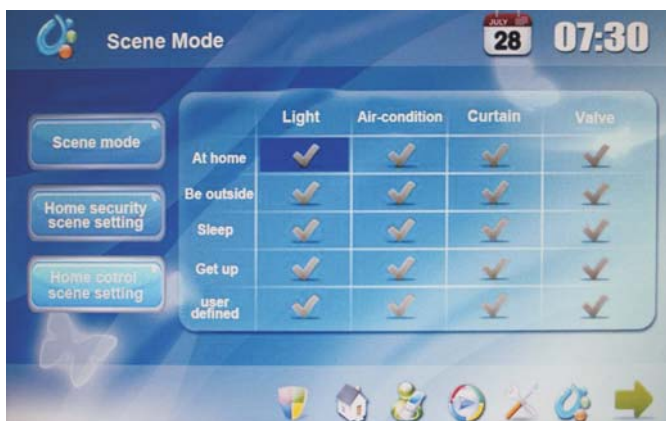 Scene Mode
JULY
28
07:30
Scene mode
Home security
scene setting
Home cotrol
scene setting
Light Air-condition Curtain Valve
At home
Be outside
Sleep
Get up
user
defined